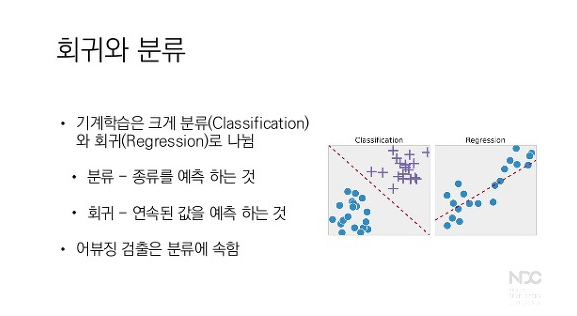 회귀와 분류
• 기계학습은 크게 분류(Classification)
와 회귀(Regression)로 나뉨
• 분류 – 종류를 예측 하는 것
• 회귀 – 연속된 값을 예측 하는 것
• 어뷰징 검출은 분류에 속함
Classification
Regression
NDC